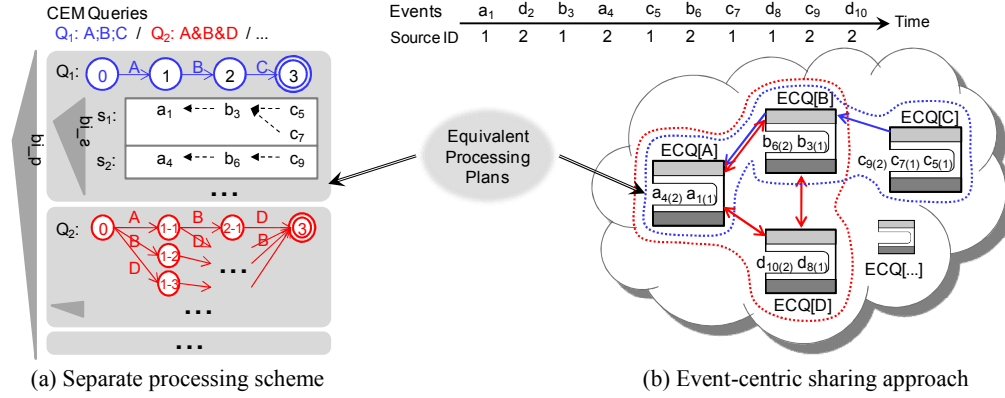 CEM Queries
Q1: A;B;C / Q2: A&B&D / ...
Events a1 d2 b3 a4 c5 b6 c7 d8 c9 d10 Time
Source ID 1 2 1 2 1 2 1 1 2 2
Q1: 0 A 1 B 2 C 3
s1: a1 b3 c5
c7
s2: a4 b6 c9
...
p_id
s_pid
Q2: 0 A 1-1 B 2-1 D 3
B D B
1-2 ...
D
1-3
...
...
Equivalent
Processing
Plans
ECQ[B]
b6(2) b3(1)
ECQ[C]
c9(2) c7(1) c5(1)
ECQ[A]
a4(2) a1(1)
d10(2) d8(1)
ECQ[D]
ECQ[...]
(a) Separate processing scheme
(b) Event-centric sharing approach